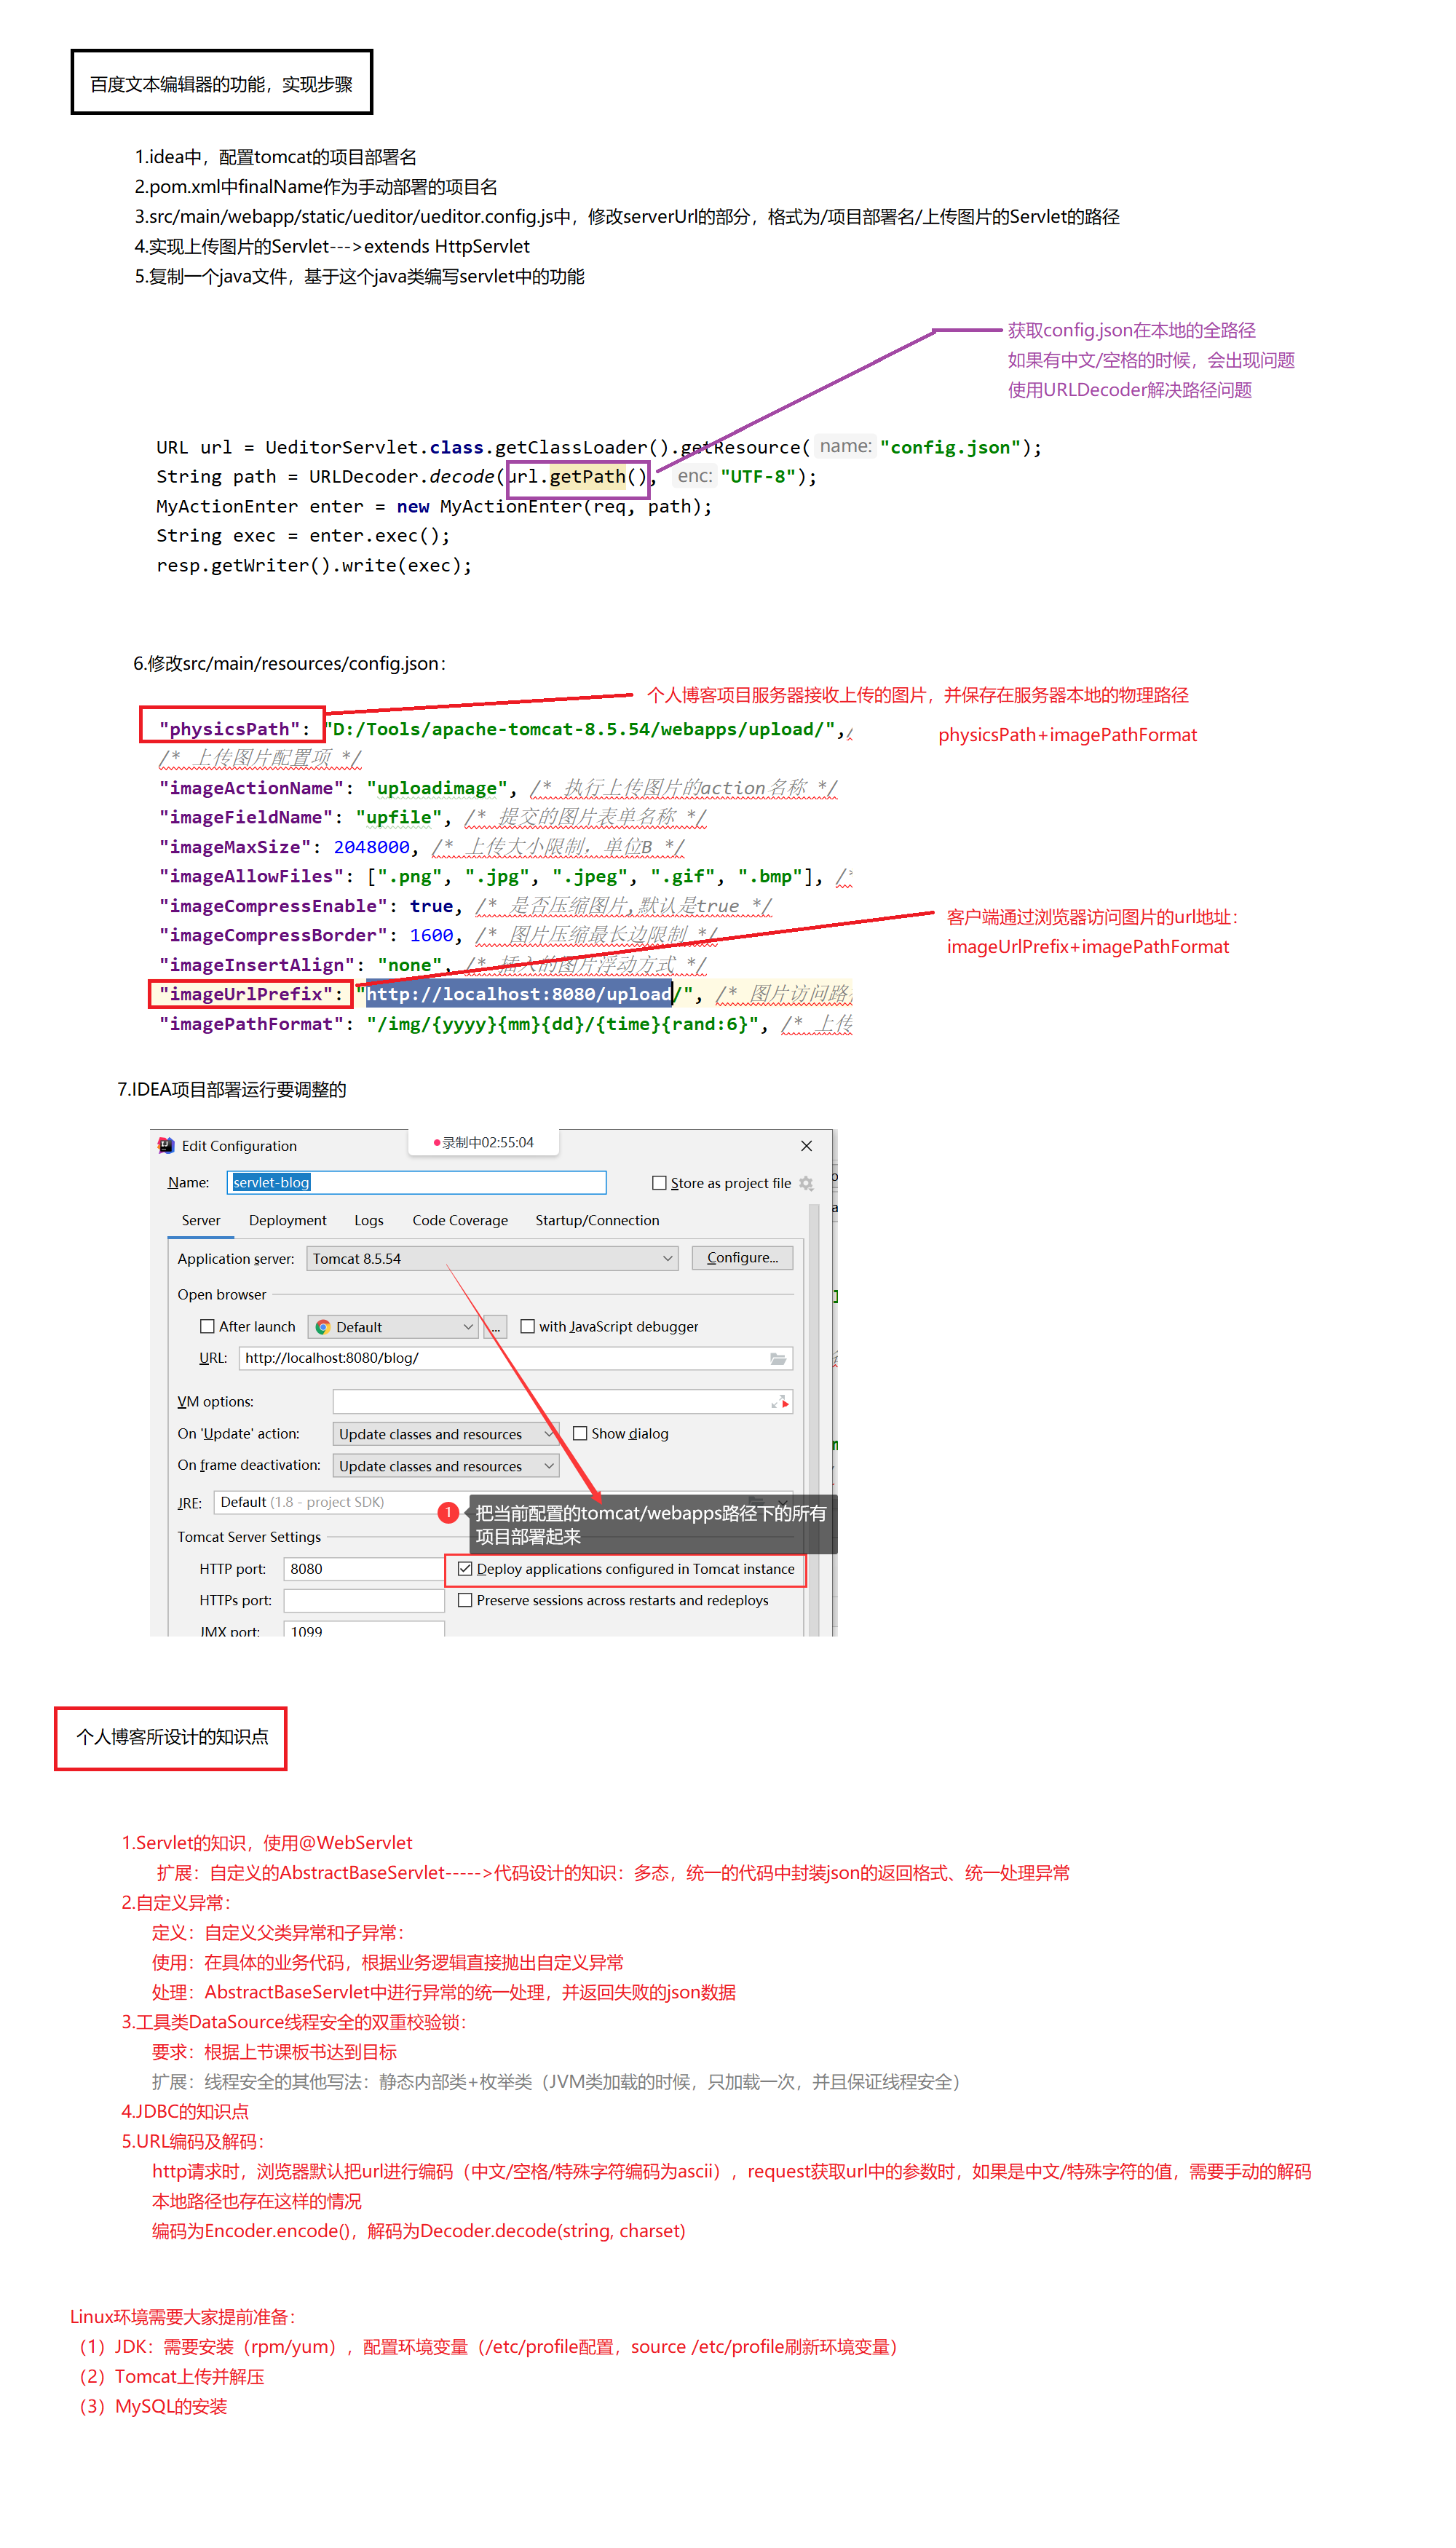 百度文本编辑器的功能，实现步骤
1.idea中，配置tomcat的项目部署名
2.pom.xml中finalName作为手动部署的项目名
3.src/main/webapp/static/ueditor/ueditor.config.js中，修改serverUrl的部分，格式为/项目部署名/上传图片的Servlet的路径
4.实现上传图片的Servlet--->extends HttpServlet
5.复制一个java文件，基于这个java类编写servlet中的功能
获取config.json在本地的全路径
如果有中文/空格的时候，会出现问题
使用URLDecoder解决路径问题
URL url = UeditorServlet.class.getClassLoader().getResource( name: "config.json");
String path = URLDecoder.decode(url.getPath(), enc: "UTF-8");
MyActionEnter enter = new MyActionEnter(req, path);
String exec = enter.exec();
resp.getWriter().write(exec);
6.修改src/main/resources/config.json：
个人博客项目服务器接收上传的图片，并保存在服务器本地的物理路径
"physicsPath": "D:/Tools/apache-tomcat-8.5.54/webapps/upload/",/
physicsPath+imagePathFormat
/* 上传图片配置项 */
"imageActionName": "uploadimage", /* 执行上传图片的action名称 */
"imageFieldName": "upfile", /* 提交的图片表单名称 */
"imageMaxSize": 2048000, /* 上传大小限制，单位B */
"imageAllowFiles": [".png", ".jpg", ".jpeg", ".gif", ".bmp"], /*
"imageCompressEnable": true, /* 是否压缩图片,默认是true */
"imageCompressBorder": 1600, /* 图片压缩最长边限制 */
客户端通过浏览器访问图片的url地址：
imageUrlPrefix+imagePathFormat
"imageInsertAlign": "none", /* 插入的图片浮动方式 */
"imageUrlPrefix": "http://localhost:8080/upload/", /* 图片访问路
"imagePathFormat": "/img/{yyyy}{mm}{dd}/{time}{rand:6}", /* 上传
7.IDEA项目部署运行要调整的
Edit Configuration
录制中02:55:04
Name: servlet-blog
Store as project file
Server Deployment Logs Code Coverage Startup/Connection
Application server: Tomcat 8.5.54 Configure...
Open browser
After launch Default ... with JavaScript debugger
URL: http://localhost:8080/blog/
VM options:
On 'Update' action: Update classes and resources Show dialog
On frame deactivation: Update classes and resources
JRE: Default (1.8 - project SDK)
1 把当前配置的tomcat/webapps路径下的所有
项目部署起来
Tomcat Server Settings
HTTP port: 8080 Deploy applications configured in Tomcat instance
HTTPs port: Preserve sessions across restarts and redeploys
JMX port: 1099
个人博客所设计的知识点
1.Servlet的知识，使用@WebServlet
扩展：自定义的AbstractBaseServlet----->代码设计的知识：多态，统一的代码中封装json的返回格式、统一处理异常
2.自定义异常：
定义：自定义父类异常和子异常：
使用：在具体的业务代码，根据业务逻辑直接抛出自定义异常
处理：AbstractBaseServlet中进行异常的统一处理，并返回失败的json数据
3.工具类DataSource线程安全的双重校验锁：
要求：根据上节课板书达到目标
扩展：线程安全的其他写法：静态内部类+枚举类（JVM类加载的时候，只加载一次，并且保证线程安全）
4.JDBC的知识点
5.URL编码及解码：
http请求时，浏览器默认把url进行编码（中文/空格/特殊字符编码为ascii），request获取url中的参数时，如果是中文/特殊字符的值，需要手动的解码
本地路径也存在这样的情况
编码为Encoder.encode()，解码为Decoder.decode(string, charset)
Linux环境需要大家提前准备：
（1）JDK：需要安装（rpm/yum），配置环境变量（/etc/profile配置，source /etc/profile刷新环境变量）
（2）Tomcat上传并解压
（3）MySQL的安装